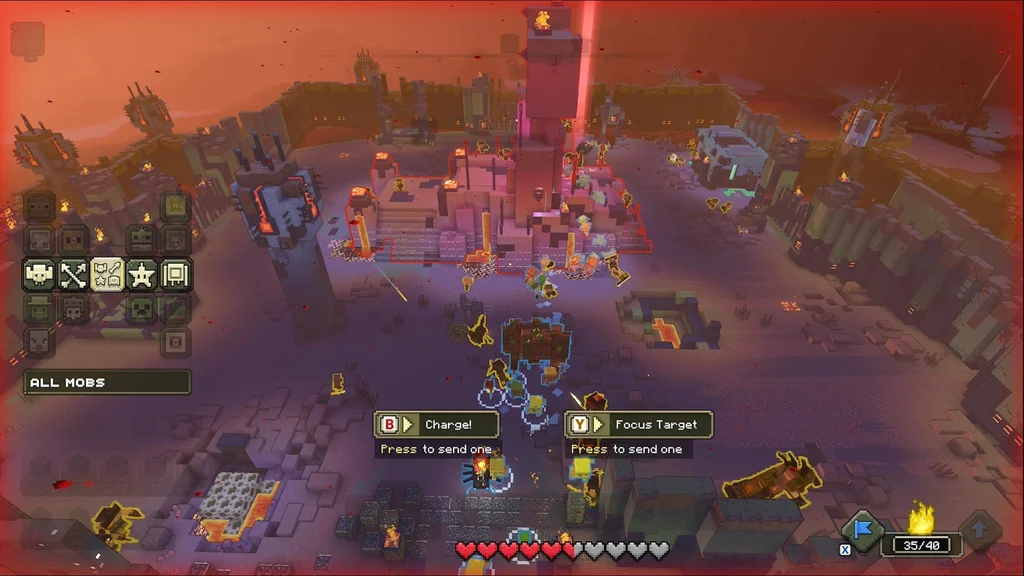 ALL MOBS
B Charge!
Press to send one
Y Focus Target
Press to send one
X
35/40